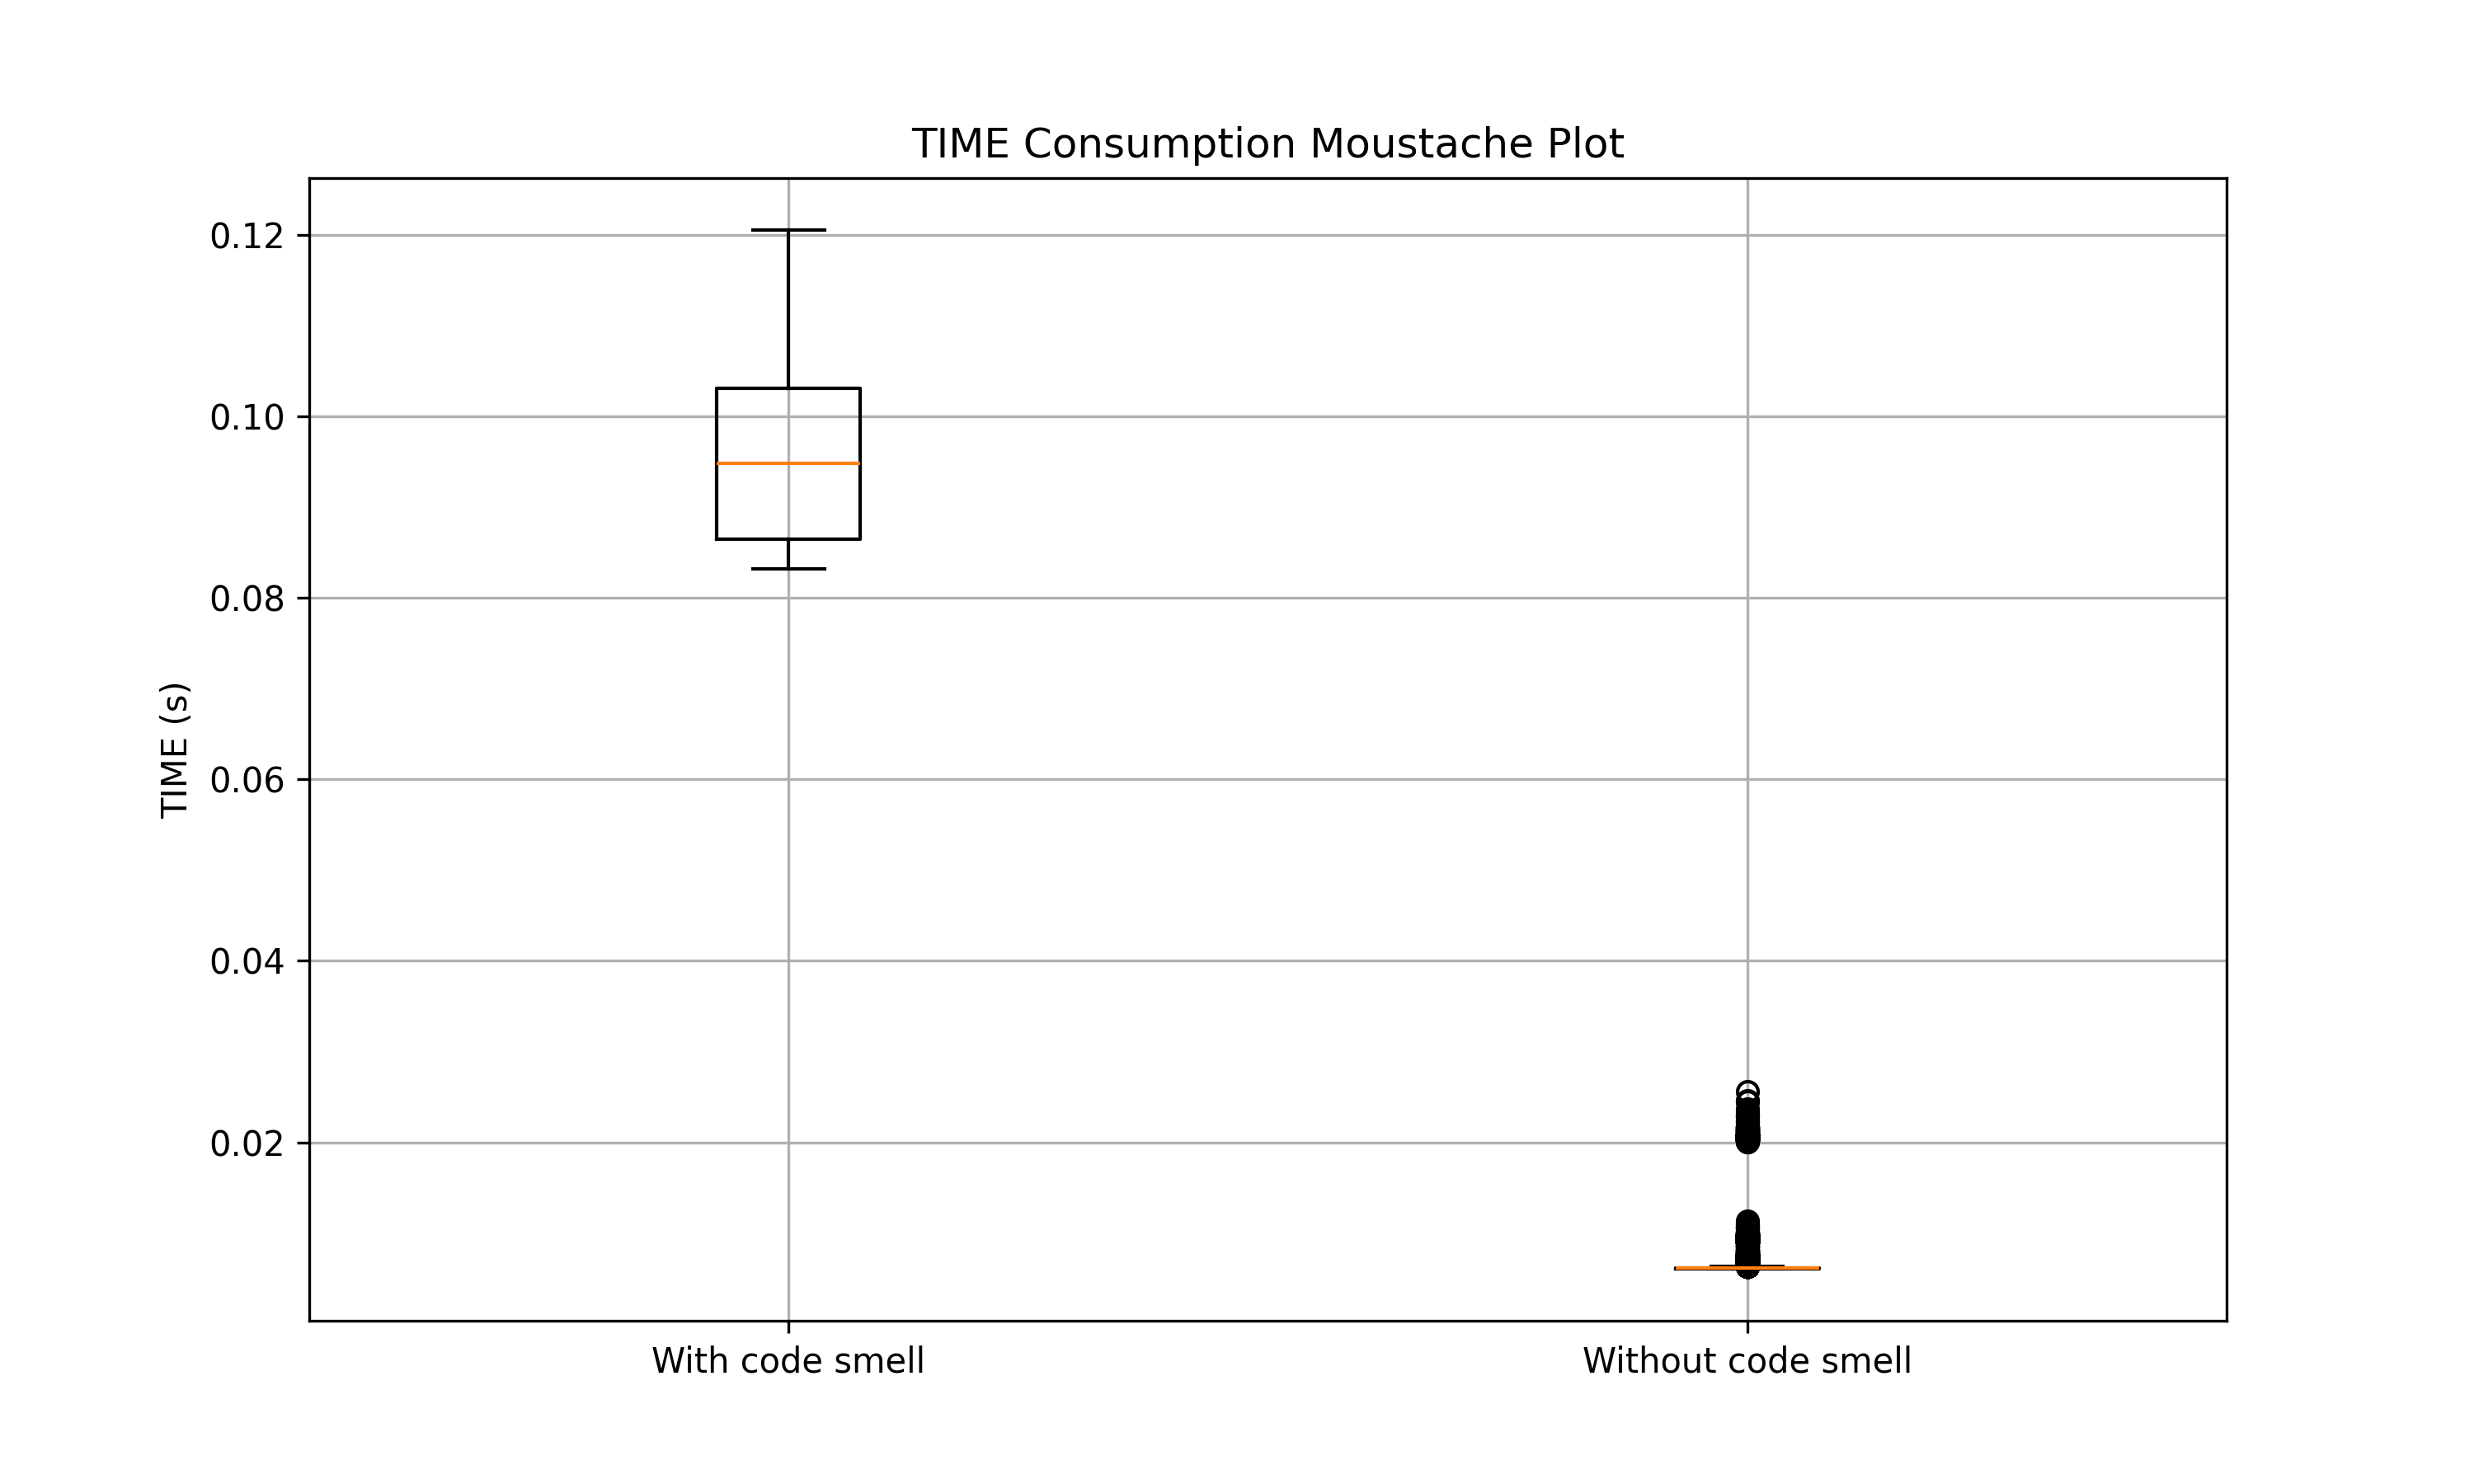 TIME Consumption Moustache Plot
0.12
0.10
0.08
0.06
0.04
0.02
TIME (s)
With code smell
Without code smell